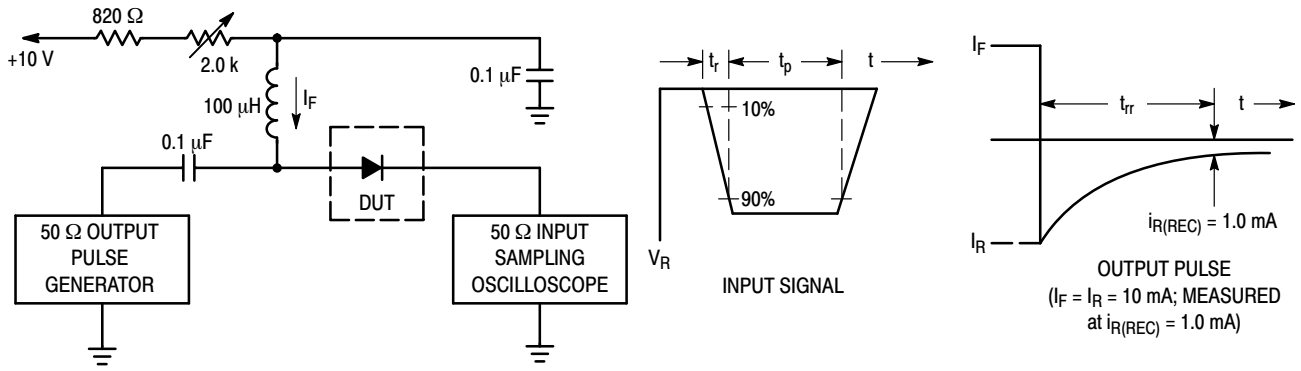 820 Ω
+10 V
2.0 k
0.1 µF
100 µH
I_F
0.1 µF
DUT
50 Ω OUTPUT
PULSE
GENERATOR
50 Ω INPUT
SAMPLING
OSCILLOSCOPE
t_r
t_p
t
10%
90%
V_R
INPUT SIGNAL
I_F
t_rr
t
i_R(REC) = 1.0 mA
I_R
OUTPUT PULSE
(I_F = I_R = 10 mA; MEASURED
at i_R(REC) = 1.0 mA)